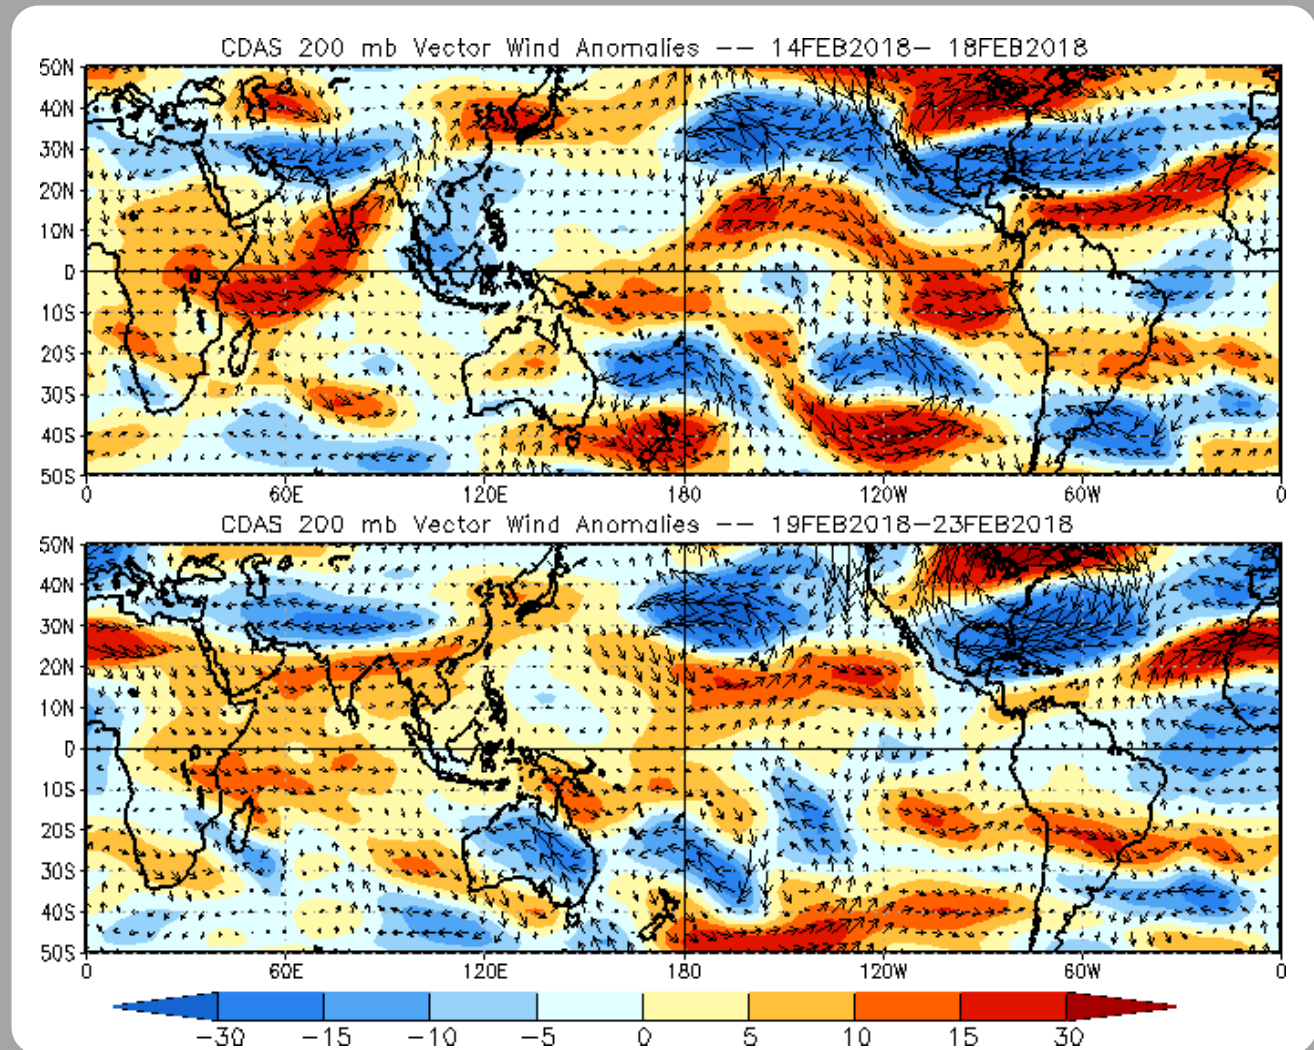 CDAS 200 mb Vector Wind Anomalies -- 14FEB2018- 18FEB2018
50N
40N
30N
20N
10N
0
10S
20S
30S
40S
50S
0 60E 120E 180 120W 60W 0
CDAS 200 mb Vector Wind Anomalies -- 19FEB2018-23FEB2018
50N
40N
30N
20N
10N
0
10S
20S
30S
40S
50S
0 60E 120E 180 120W 60W 0
-30 -15 -10 -5 0 5 10 15 30